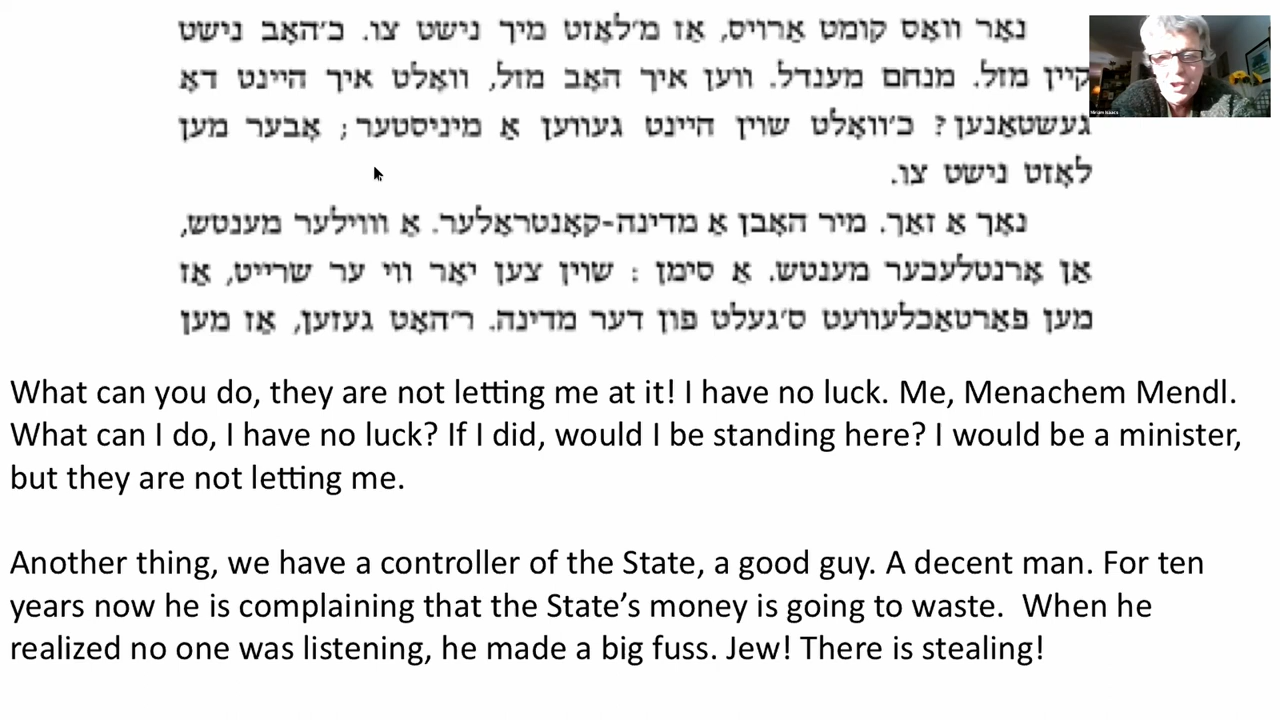 נאָר וואָס קומט אַרויס, אַז מ׳לאָזט מיך נישט צו. כ׳האָב נישט
קיין מזל. מנחם מענדל. ווען איך האָב מזל, וואָלט איך היינט דאָ
געשטאַנען? כ׳וואָלט שוין היינט געווען אַ מיניסטער; אָבער מען
לאָזט נישט צו.
נאָך אַ זאַך. מיר האָבן אַ מדינה-קאָנטראָלער. אַ וווילער מענטש,
אַן אָרנטלעכער מענטש. אַ סימן: שוין צען יאָר ווי ער שרייט, אַז
מען פאַרטאַכלעוועט ס׳געלט פון דער מדינה. ר׳האָט געזען, אַז מען
What can you do, they are not letting me at it! I have no luck. Me, Menachem Mendl.
What can I do, I have no luck? If I did, would I be standing here? I would be a minister,
but they are not letting me.
Another thing, we have a controller of the State, a good guy. A decent man. For ten
years now he is complaining that the State’s money is going to waste.  When he
realized no one was listening, he made a big fuss. Jew! There is stealing!
Miriam Isaacs